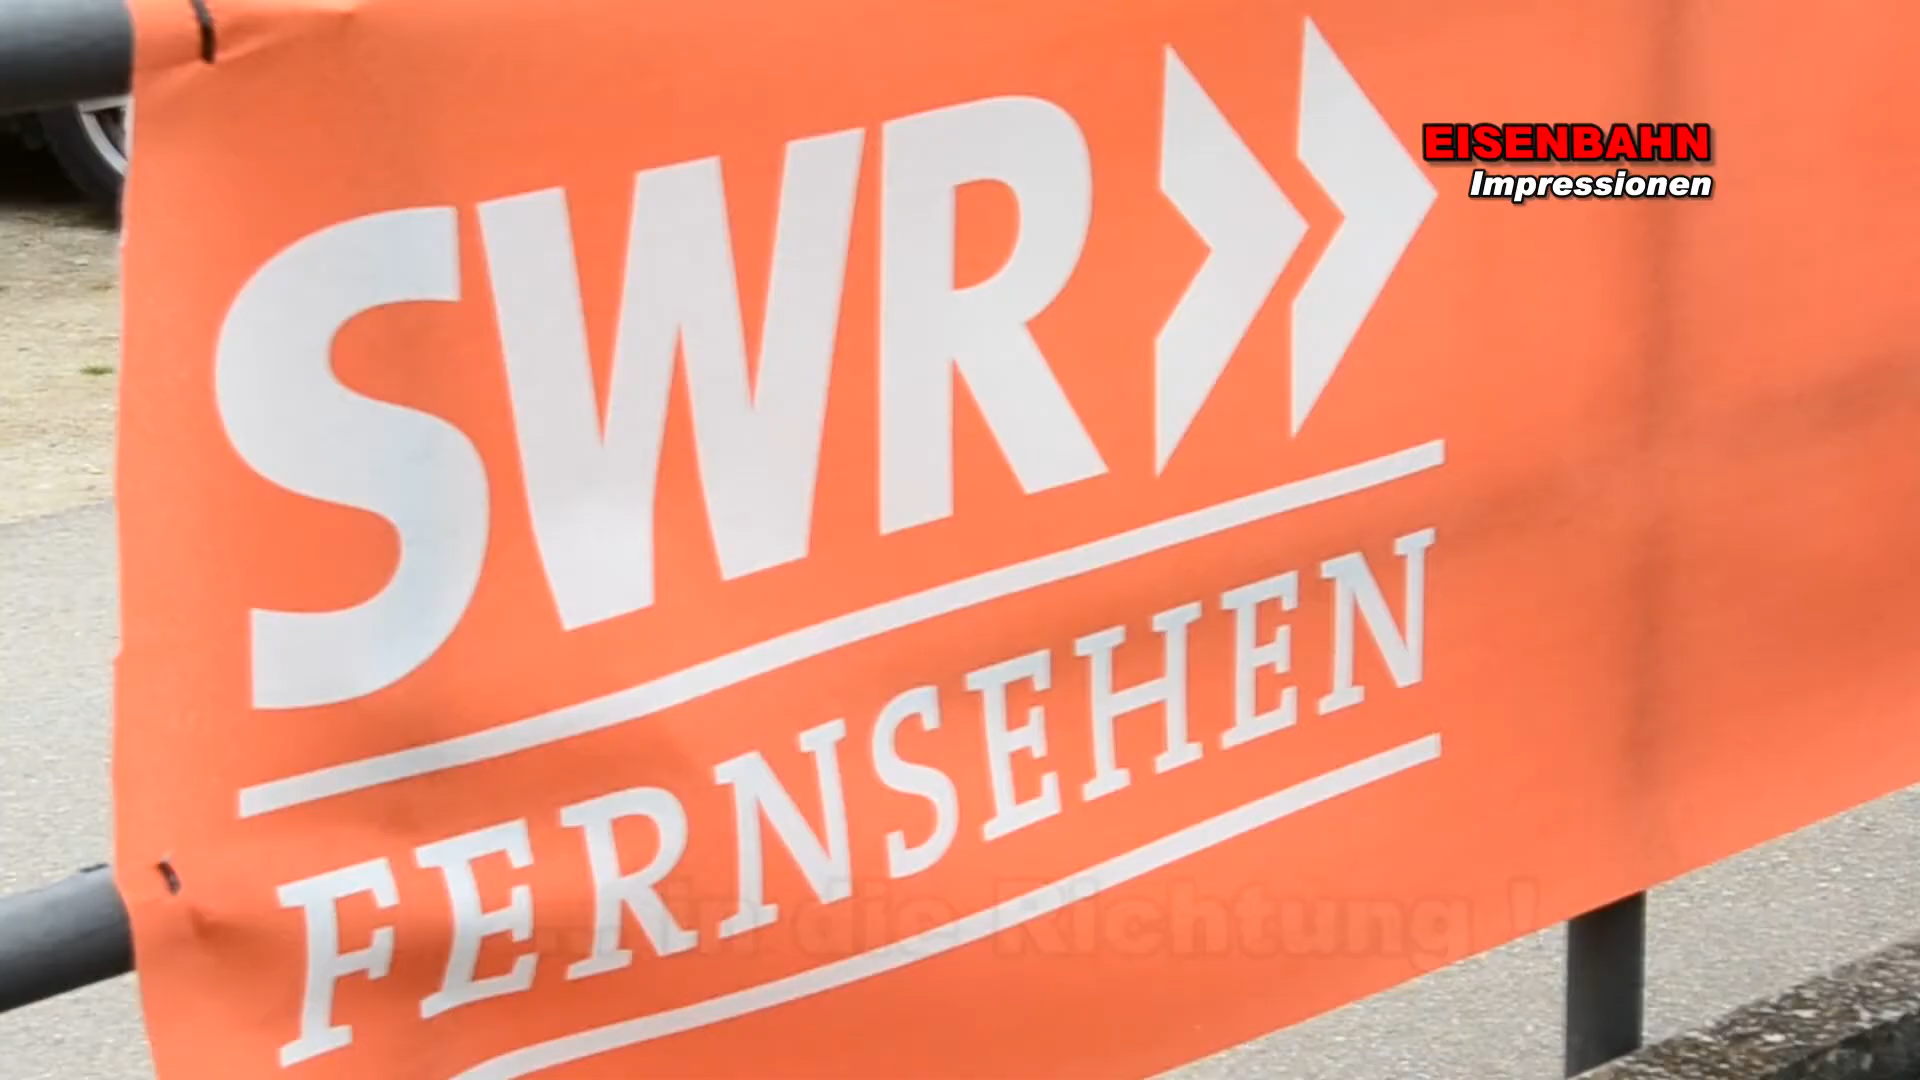 EISENBAHN
Impressionen
SWR
FERNSEHEN
... in die Richtung !